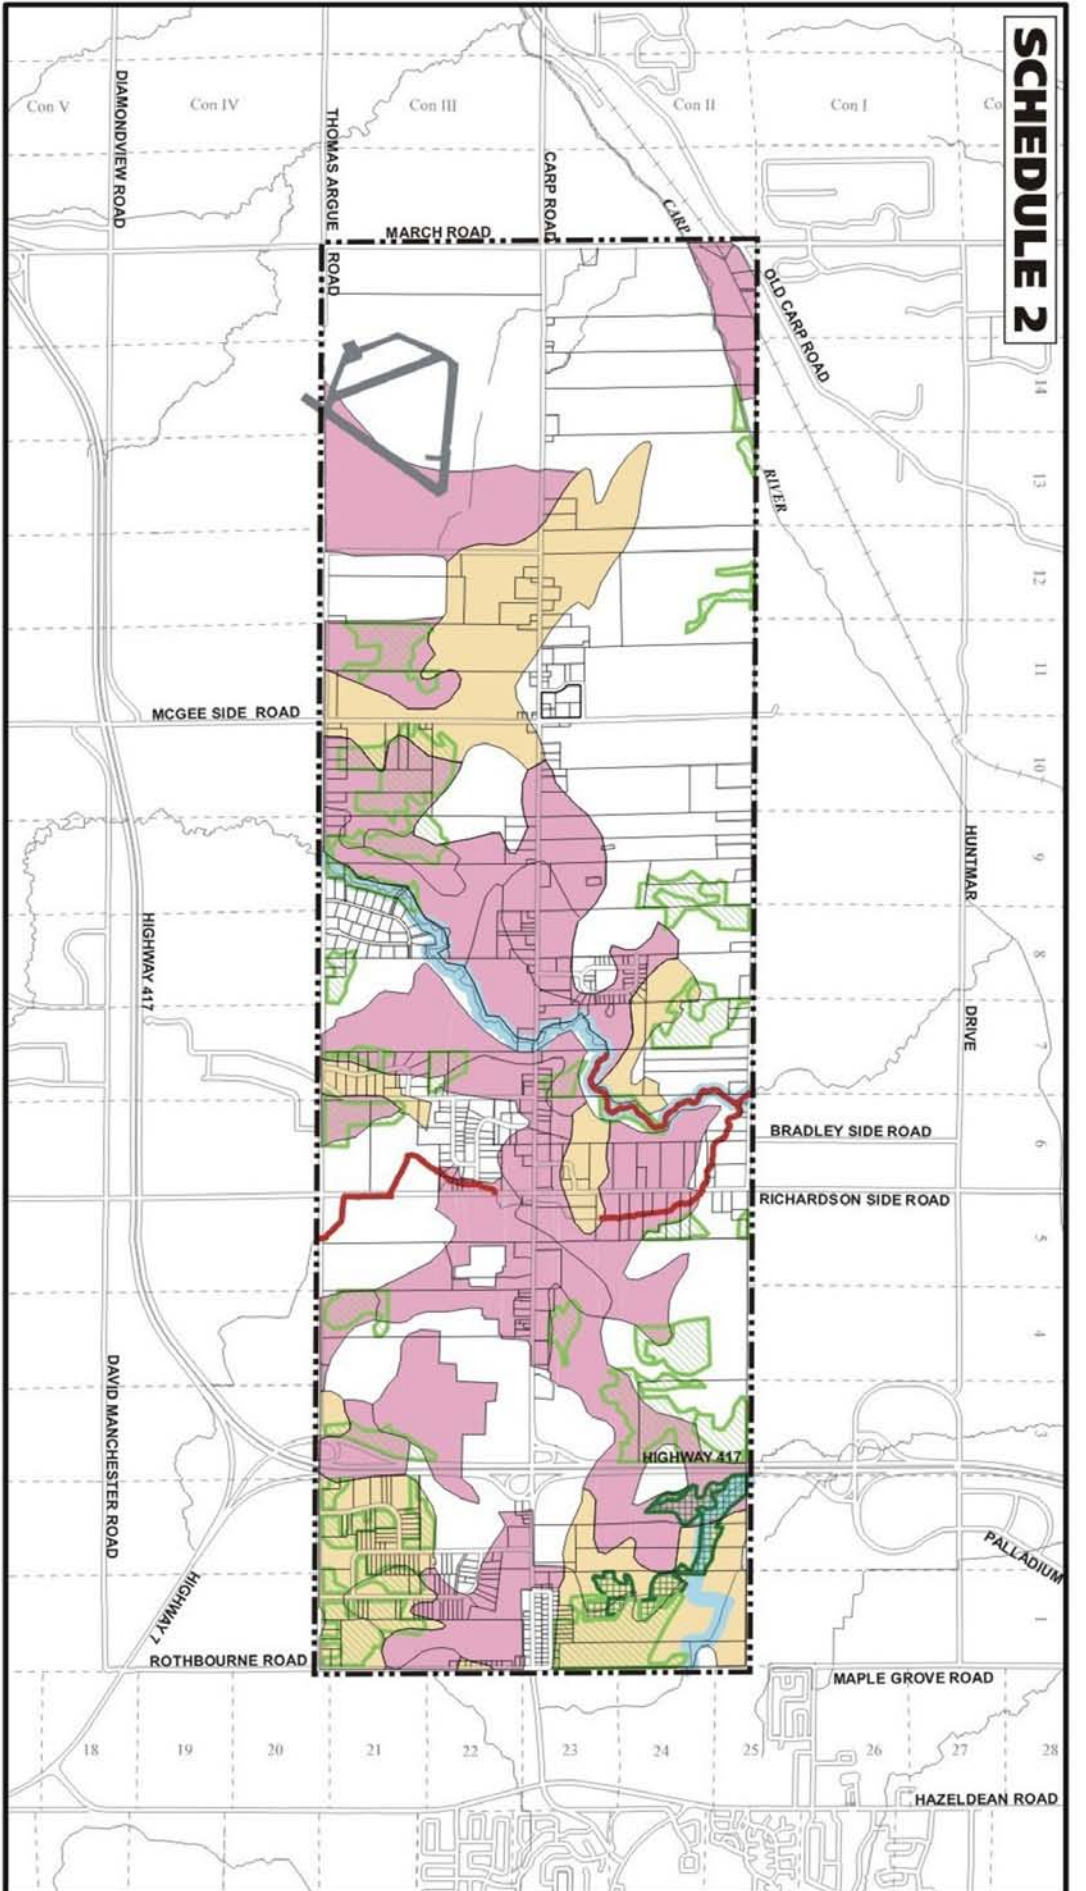 SCHEDULE 2
Con V
Con IV
Con III
Con II
Con I
Co
DIAMONDVIEW ROAD
THOMAS ARGUE ROAD
CARP ROAD
CARP
MARCH ROAD
OLD CARP ROAD
RIVER
14
13
12
11
MCGEE SIDE ROAD
10
9
HUNTMAR
8
HIGHWAY 417
DRIVE
7
BRADLEY SIDE ROAD
6
RICHARDSON SIDE ROAD
5
4
DAVID MANCHESTER ROAD
3
HIGHWAY 417
PALLADIUM
HIGHWAY 7
1
ROTHBOURNE ROAD
MAPLE GROVE ROAD
18
19
20
21
22
23
24
25
26
27
28
HAZELDEAN ROAD